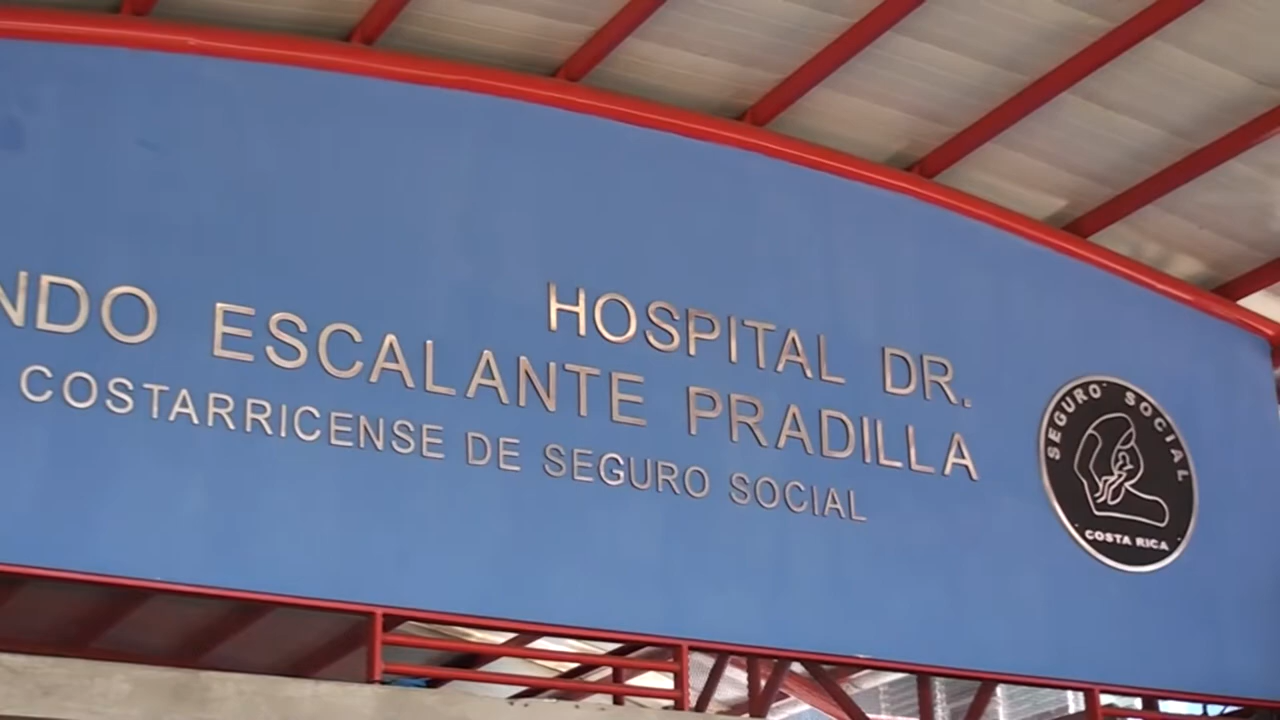 HOSPITAL DR.
NDO ESCALANTE PRADILLA
COSTARRICENSE DE SEGURO SOCIAL
SEGURO SOCIAL
COSTA RICA